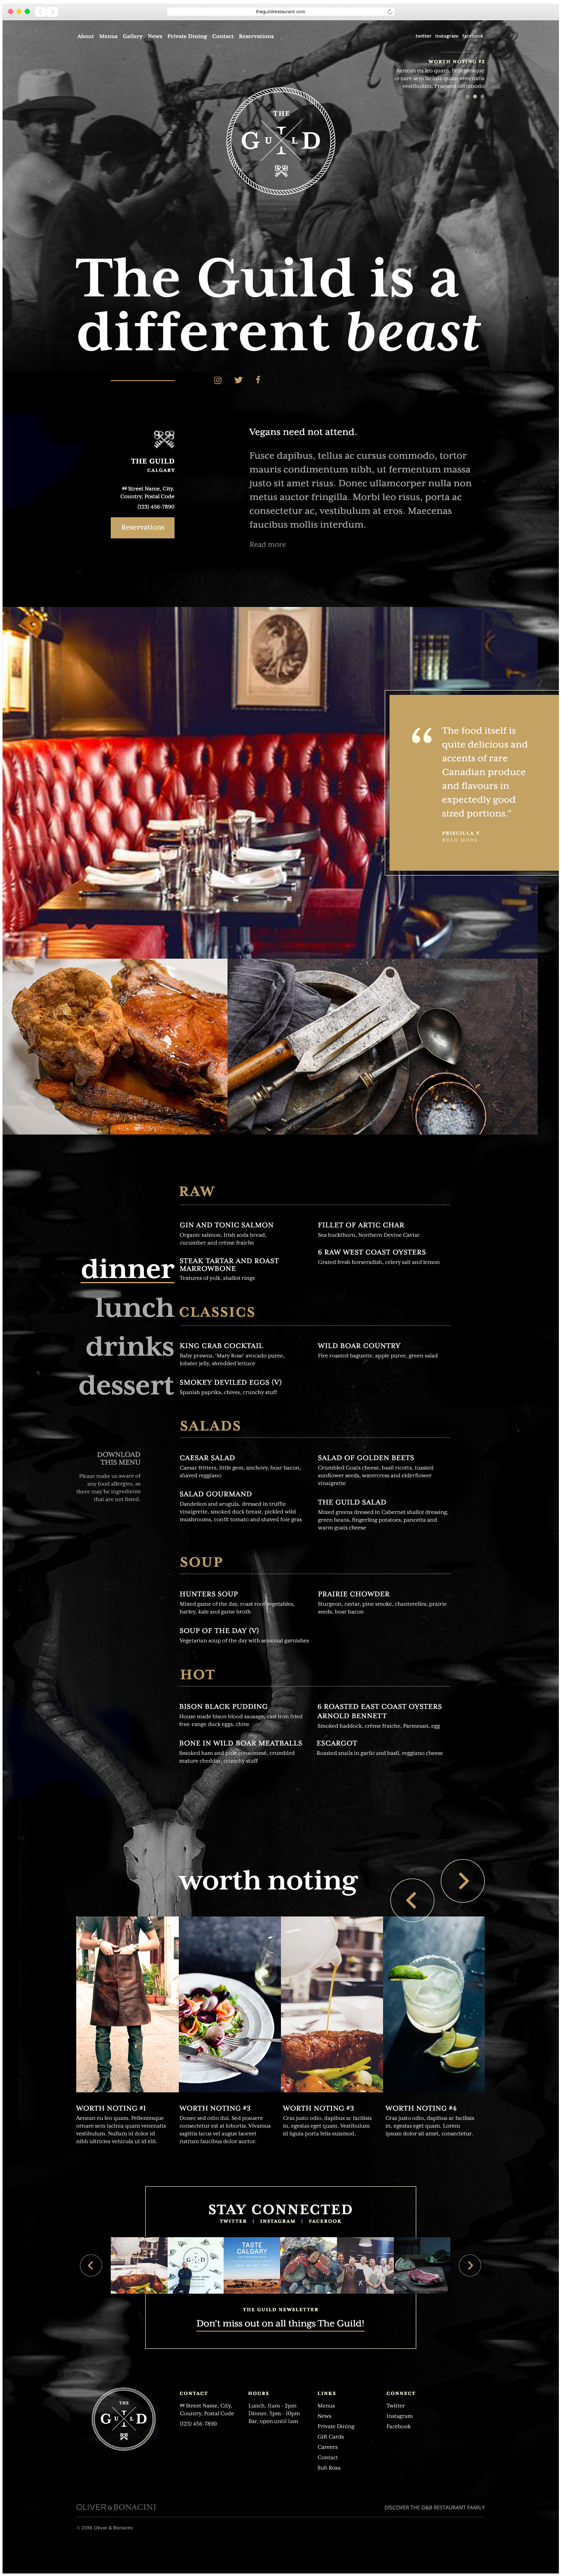 theguildrestaurant.com
About Menus Gallery News Private Dining Contact Reservations
twitter instagram facebook
WORTH NOTING #2
Aenean eu leo quam. Pellentesque
ornare sem lacinia quam venenatis
vestibulum. Praesent commodo
THE
GUILD
The Guild is a
different beast
THE GUILD
CALGARY
## Street Name, City,
Country, Postal Code
(123) 456-7890
Reservations
Vegans need not attend.
Fusce dapibus, tellus ac cursus commodo, tortor
mauris condimentum nibh, ut fermentum massa
justo sit amet risus. Donec ullamcorper nulla non
metus auctor fringilla. Morbi leo risus, porta ac
consectetur ac, vestibulum at eros. Maecenas
faucibus mollis interdum.
Read more
“ The food itself is
quite delicious and
accents of rare
Canadian produce
and flavours in
expectedly good
sized portions.”
PRISCILLA Y.
READ MORE
dinner
lunch
drinks
dessert
DOWNLOAD
THIS MENU
Please make us aware of
any food allergies, as
there may be ingredients
that are not listed.
RAW
GIN AND TONIC SALMON
Organic salmon, Irish soda bread,
cucumber and crème fraiche
STEAK TARTAR AND ROAST
MARROWBONE
Textures of yolk, shallot rings
FILLET OF ARTIC CHAR
Sea buckthorn, Northern Devine Caviar
6 RAW WEST COAST OYSTERS
Grated fresh horseradish, celery salt and lemon
CLASSICS
KING CRAB COCKTAIL
Baby prawns, ‘Mary Rose’ avocado puree,
lobster jelly, shredded lettuce
SMOKEY DEVILED EGGS (V)
Spanish paprika, chives, crunchy stuff
WILD BOAR COUNTRY
Fire roasted baguette, apple puree, green salad
SALADS
CAESAR SALAD
Caesar fritters, little gem, anchovy, boar bacon,
shaved reggiano
SALAD GOURMAND
Dandelion and arugula, dressed in truffle
vinaigrette, smoked duck breast, pickled wild
mushrooms, confit tomato and shaved foie gras
SALAD OF GOLDEN BEETS
Crumbled Goats cheese, basil ricotta, toasted
sunflower seeds, watercress and elderflower
vinaigrette
THE GUILD SALAD
Mixed greens dressed in Cabernet shallot dressing,
green beans, fingerling potatoes, pancetta and
warm goats cheese
SOUP
HUNTERS SOUP
Mixed game of the day, roast root vegetables,
barley, kale and game broth
SOUP OF THE DAY (V)
Vegetarian soup of the day with seasonal garnishes
PRAIRIE CHOWDER
Sturgeon, caviar, pine smoke, chanterelles, prairie
seeds, boar bacon
HOT
BISON BLACK PUDDING
House made bison blood sausage, cast iron fried
free-range duck eggs, chive
BONE IN WILD BOAR MEATBALLS
Smoked ham and pine consommé, crumbled
mature cheddar, crunchy stuff
6 ROASTED EAST COAST OYSTERS
ARNOLD BENNETT
Smoked haddock, crème fraiche, Parmesan, egg
ESCARGOT
Roasted snails in garlic and basil, reggiano cheese
worth noting
WORTH NOTING #1
Aenean eu leo quam. Pellentesque
ornare sem lacinia quam venenatis
vestibulum. Nullam id dolor id
nibh ultricies vehicula ut id elit.
WORTH NOTING #3
Donec sed odio dui. Sed posuere
consectetur est at lobortis. Vivamus
sagittis lacus vel augue laoreet
rutrum faucibus dolor auctor.
WORTH NOTING #3
Cras justo odio, dapibus ac facilisis
in, egestas eget quam. Vestibulum
id ligula porta felis euismod.
WORTH NOTING #4
Cras justo odio, dapibus ac facilisis
in, egestas eget quam. Lorem
ipsum dolor sit amet, consectetur.
STAY CONNECTED
TWITTER | INSTAGRAM | FACEBOOK
GUILD
TASTE
CALGARY
THE GUILD NEWSLETTER
Don't miss out on all things The Guild!
THE
GUILD
CONTACT
## Street Name, City,
Country, Postal Code
(123) 456-7890
HOURS
Lunch, 11am - 2pm
Dinner, 5pm - 10pm
Bar, open until 1am
LINKS
Menus
News
Private Dining
Gift Cards
Careers
Contact
Sub Rosa
CONNECT
Twitter
Instagram
Facebook
OLIVER&BONACINI
DISCOVER THE O&B RESTAURANT FAMILY
© 2016 Oliver & Bonacini